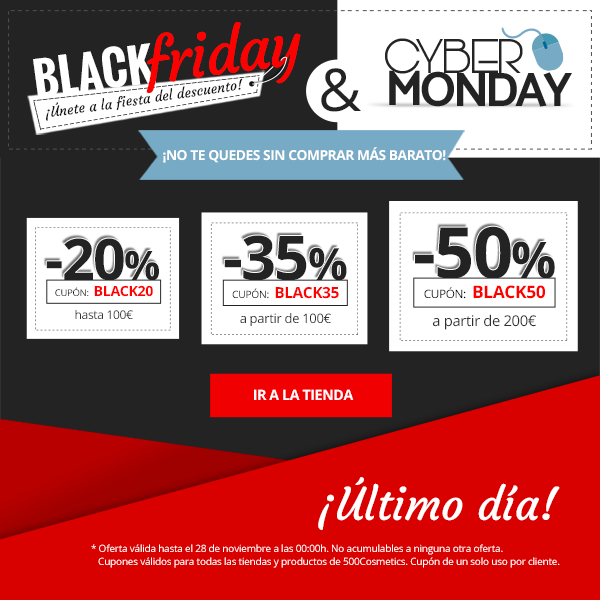 BLACKfriday
¡Únete a la fiesta del descuento!
&
CYBER
MONDAY
¡NO TE QUEDES SIN COMPRAR MÁS BARATO!
-20%
CUPÓN: BLACK20
hasta 100€
-35%
CUPÓN: BLACK35
a partir de 100€
-50%
CUPÓN: BLACK50
a partir de 200€
IR A LA TIENDA
¡Último día!
* Oferta válida hasta el 28 de noviembre a las 00:00h. No acumulables a ninguna otra oferta.
Cupones válidos para todas las tiendas y productos de 500Cosmetics. Cupón de un solo uso por cliente.